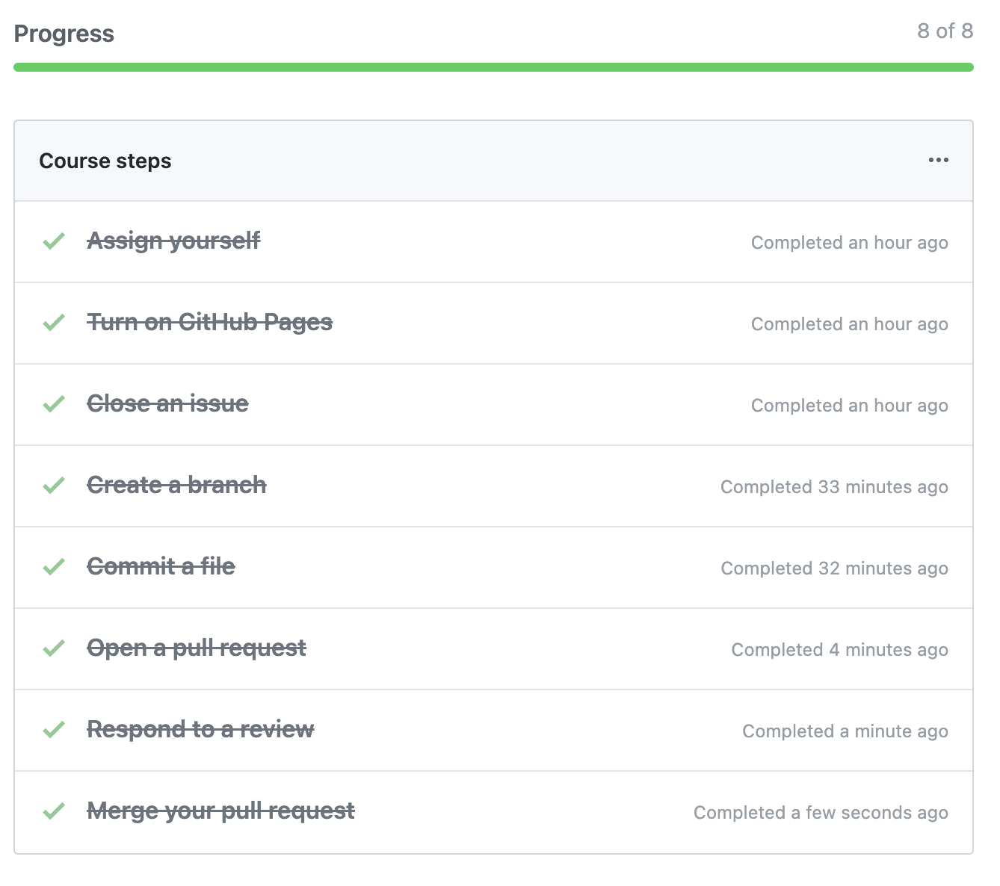 Progress
8 of 8
Course steps
Assign yourself
Completed an hour ago
Turn on GitHub Pages
Completed an hour ago
Close an issue
Completed an hour ago
Create a branch
Completed 33 minutes ago
Commit a file
Completed 32 minutes ago
Open a pull request
Completed 4 minutes ago
Respond to a review
Completed a minute ago
Merge your pull request
Completed a few seconds ago